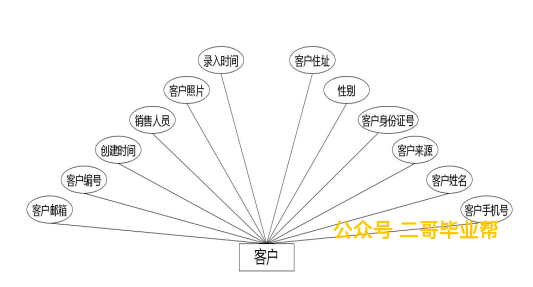 录入时间
客户住址
客户照片
性别
销售人员
客户身份证号
创建时间
客户来源
客户编号
客户姓名
客户邮箱
客户手机号
公众号 二哥毕业帮
客户